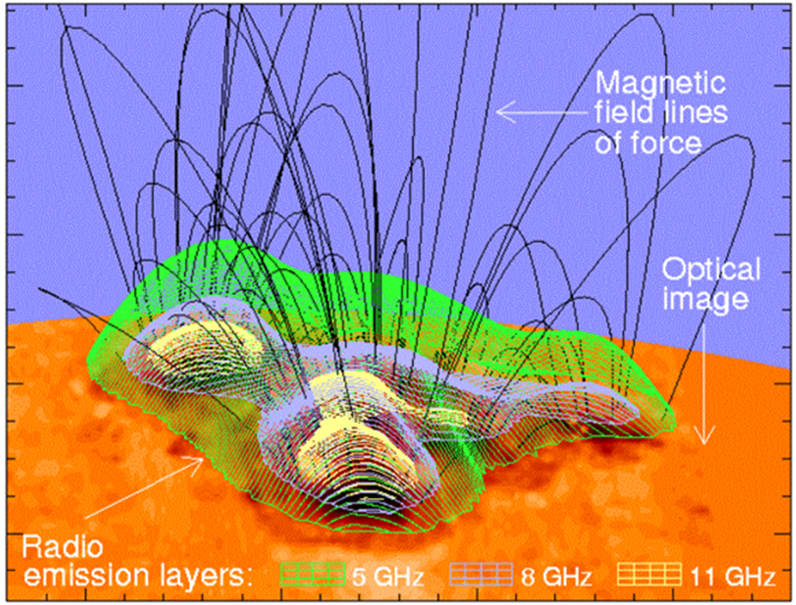 Magnetic
field lines
of force
Optical
image
Radio
emission layers: 5 GHz 8 GHz 11 GHz